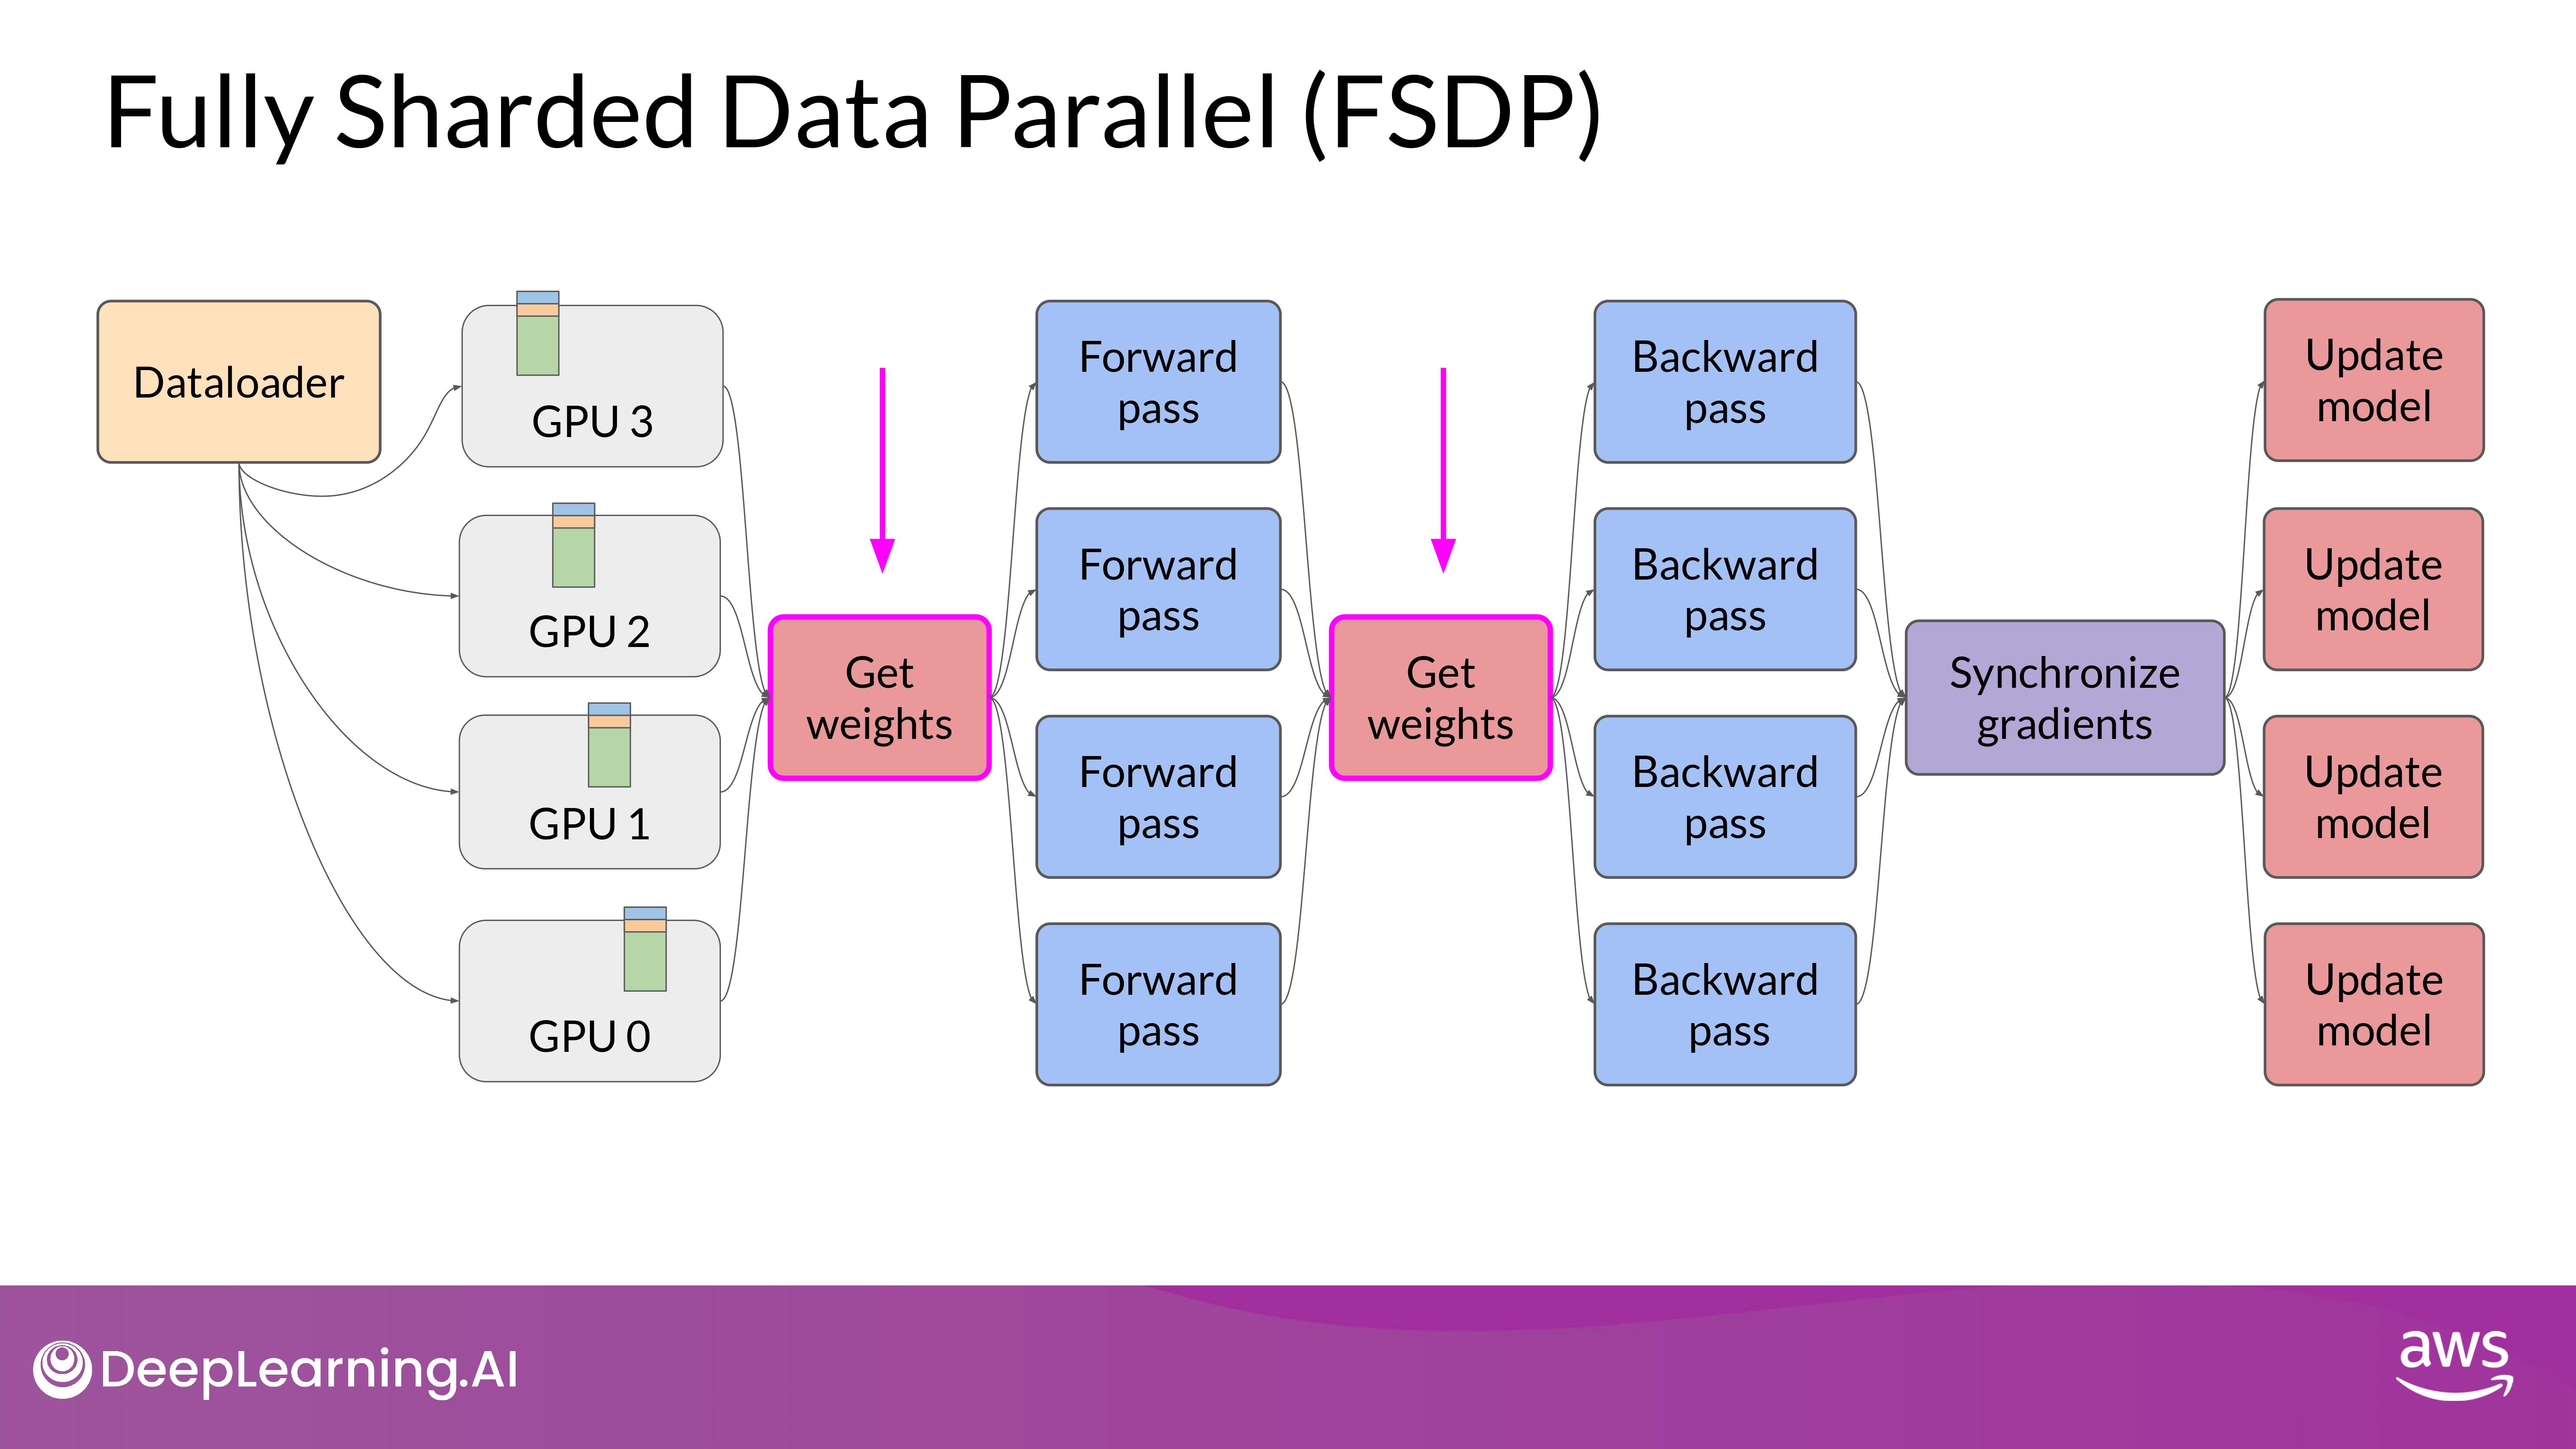 Fully Sharded Data Parallel (FSDP)
Dataloader
GPU 3
GPU 2
GPU 1
GPU 0
Get
weights
Forward
pass
Forward
pass
Forward
pass
Forward
pass
Get
weights
Backward
pass
Backward
pass
Backward
pass
Backward
pass
Synchronize
gradients
Update
model
Update
model
Update
model
Update
model
DeepLearning.AI
aws